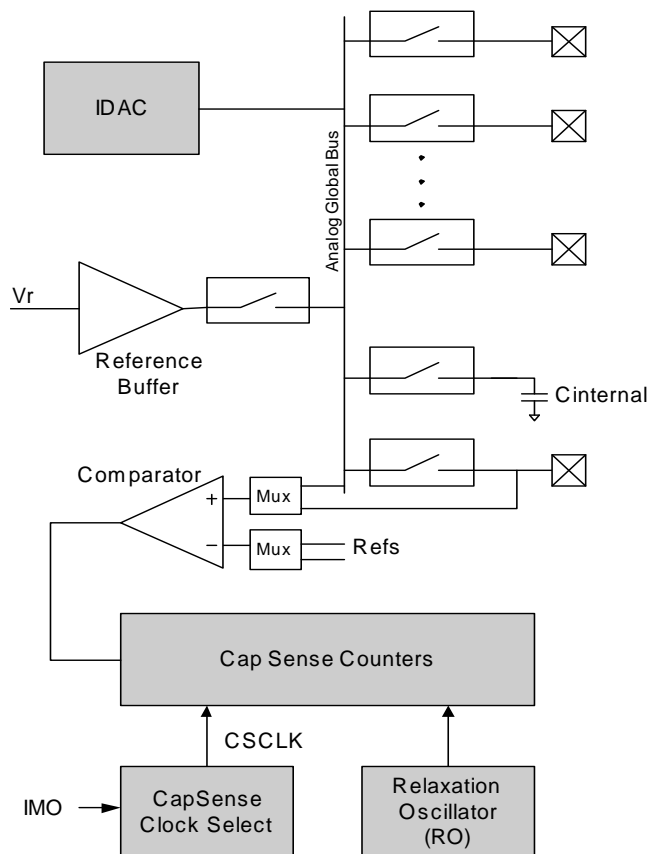 IDAC
Analog Global Bus
Vr
Reference
Buffer
Cinternal
Comparator
+
Mux
−
Mux
Refs
Cap Sense Counters
CSCLK
IMO
CapSense
Clock Select
Relaxation
Oscillator
(RO)